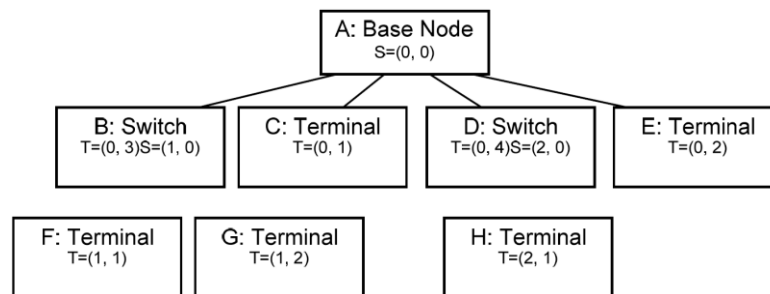 A: Base Node
S=(0, 0)
B: Switch
T=(0, 3)S=(1, 0)
C: Terminal
T=(0, 1)
D: Switch
T=(0, 4)S=(2, 0)
E: Terminal
T=(0, 2)
F: Terminal
T=(1, 1)
G: Terminal
T=(1, 2)
H: Terminal
T=(2, 1)